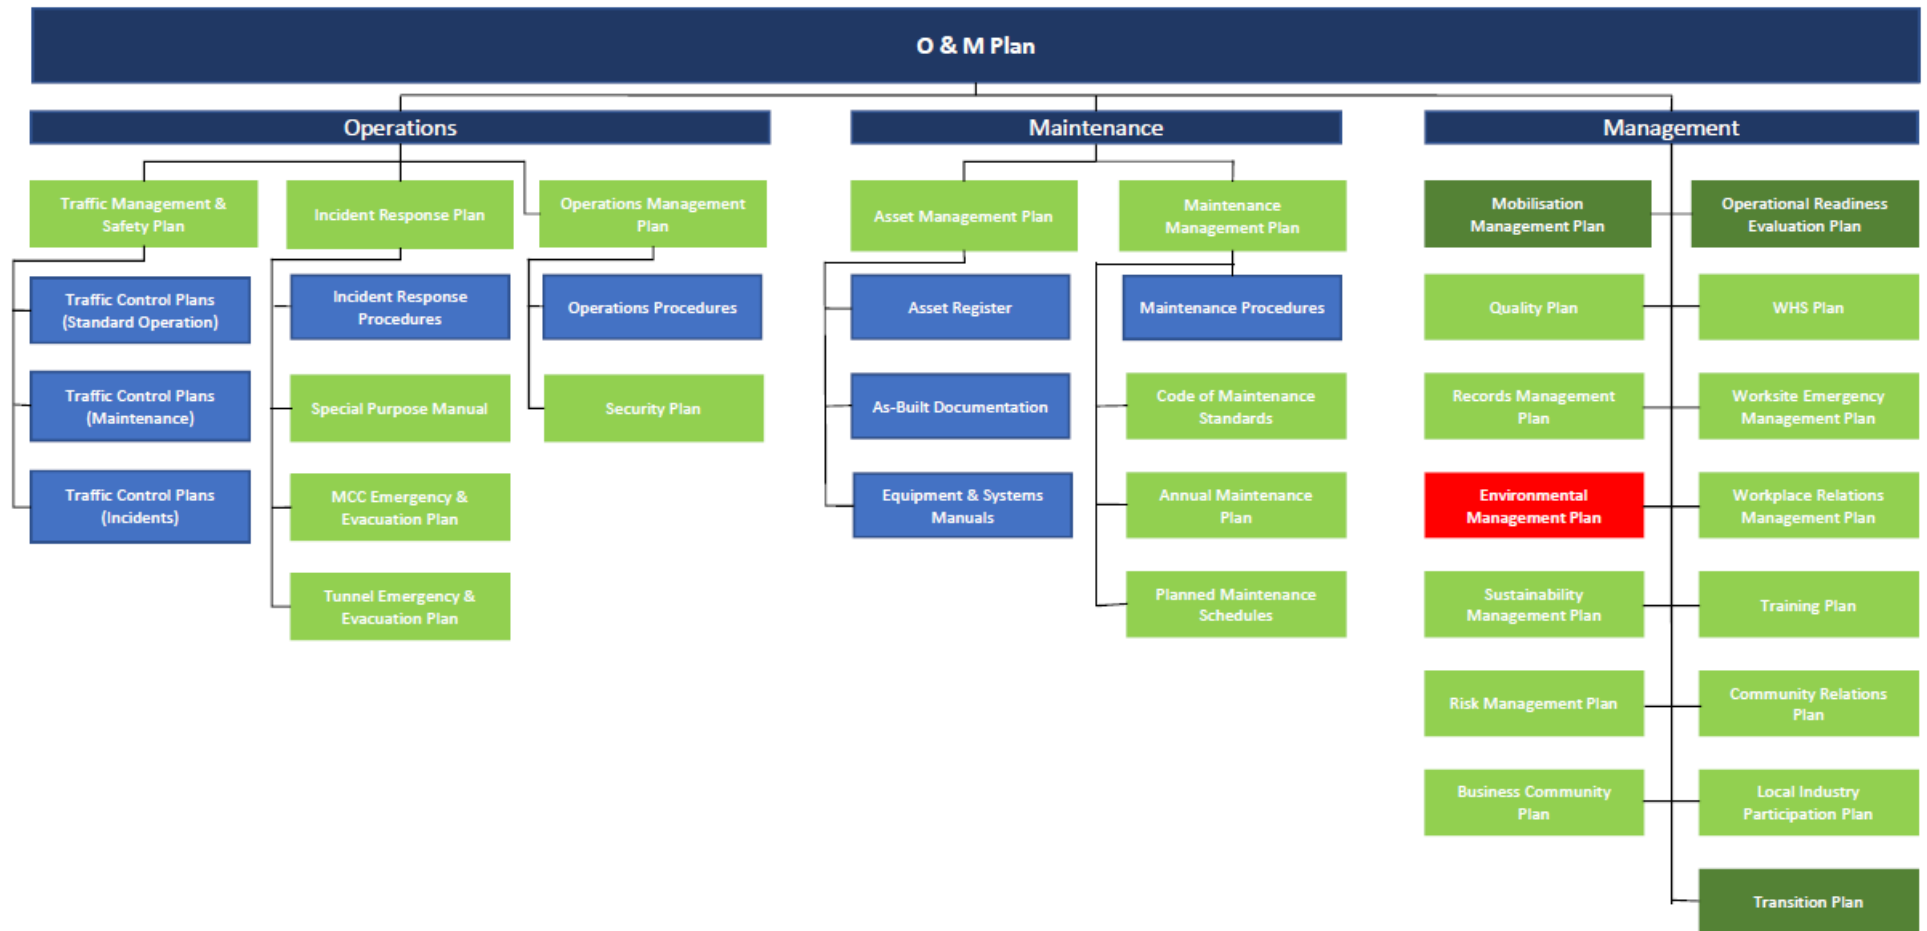 O & M Plan
Operations
Maintenance
Management
Traffic Management &
Safety Plan
Incident Response Plan
Operations Management
Plan
Asset Management Plan
Maintenance
Management Plan
Mobilisation
Management Plan
Operational Readiness
Evaluation Plan
Traffic Control Plans
(Standard Operation)
Incident Response
Procedures
Operations Procedures
Asset Register
Maintenance Procedures
Quality Plan
WHS Plan
Traffic Control Plans
(Maintenance)
Special Purpose Manual
Security Plan
As-Built Documentation
Code of Maintenance
Standards
Records Management
Plan
Worksite Emergency
Management Plan
Traffic Control Plans
(Incidents)
MCC Emergency &
Evacuation Plan
Equipment & Systems
Manuals
Annual Maintenance
Plan
Environmental
Management Plan
Workplace Relations
Management Plan
Tunnel Emergency &
Evacuation Plan
Planned Maintenance
Schedules
Sustainability
Management Plan
Training Plan
Risk Management Plan
Community Relations
Plan
Business Community
Plan
Local Industry
Participation Plan
Transition Plan